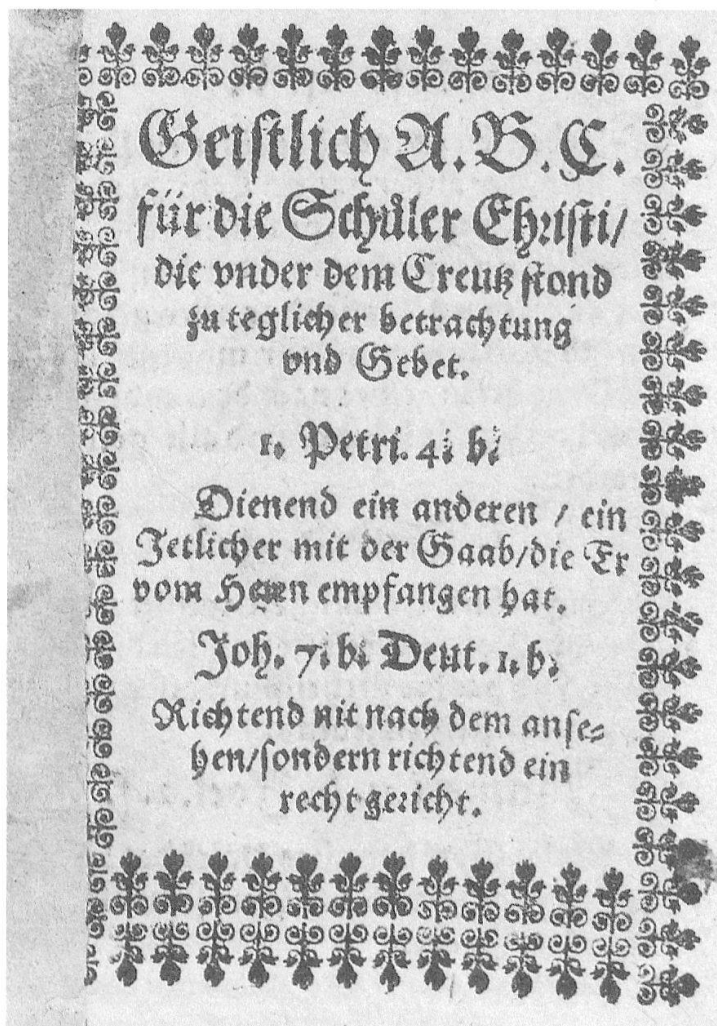 Geistlich A. B. C.
für die Schůler Christi/
die vnder dem Creutz stond
zu teglicher betrachtung
vnd Gebet.
1. Petri. 4. b.
Dienend ein anderen / ein
Jetlicher mit der Gaab/die Er
vom Herren empfangen hat.
Joh. 7. b. Deut. 1. b.
Richtend nit nach dem anse-
hen/sondern richtend ein
recht gericht.